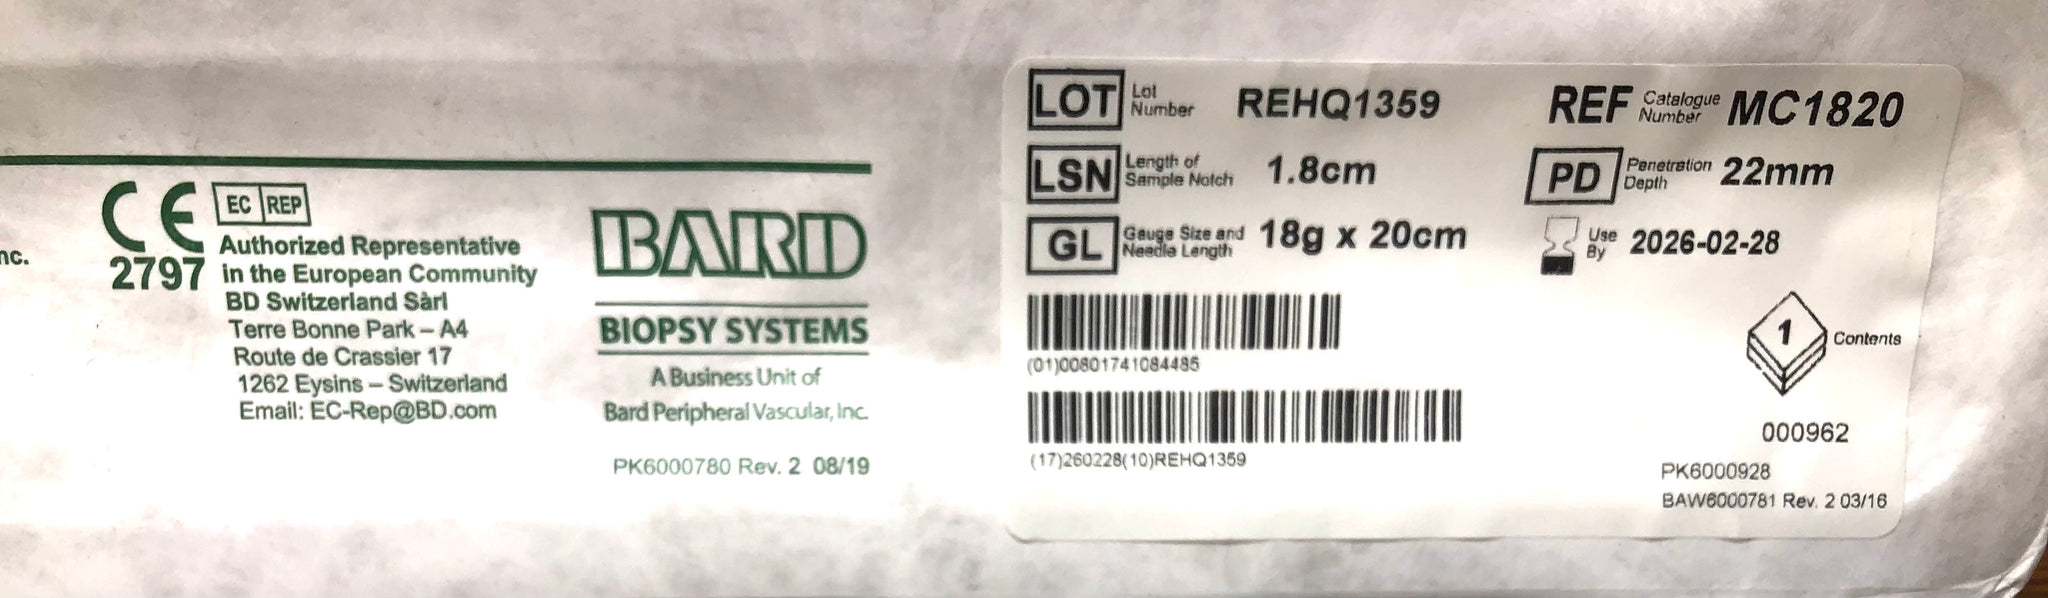 nc.
CE
2797
EC REP
Authorized Representative
in the European Community
BD Switzerland Sàrl
Terre Bonne Park – A4
Route de Crassier 17
1262 Eysins – Switzerland
Email: EC-Rep@BD.com
BARD
BIOPSY SYSTEMS
A Business Unit of
Bard Peripheral Vascular, Inc.
PK6000780 Rev. 2 08/19
LOT Lot Number REHQ1359
REF Catalogue Number MC1820
LSN Length of Sample Notch 1.8cm
PD Penetration Depth 22mm
GL Gauge Size and Needle Length 18g x 20cm
Use By 2026-02-28
(01)00801741084485
1 Contents
(17)260228(10)REHQ1359
000962
PK6000928
BAW6000781 Rev. 2 03/16